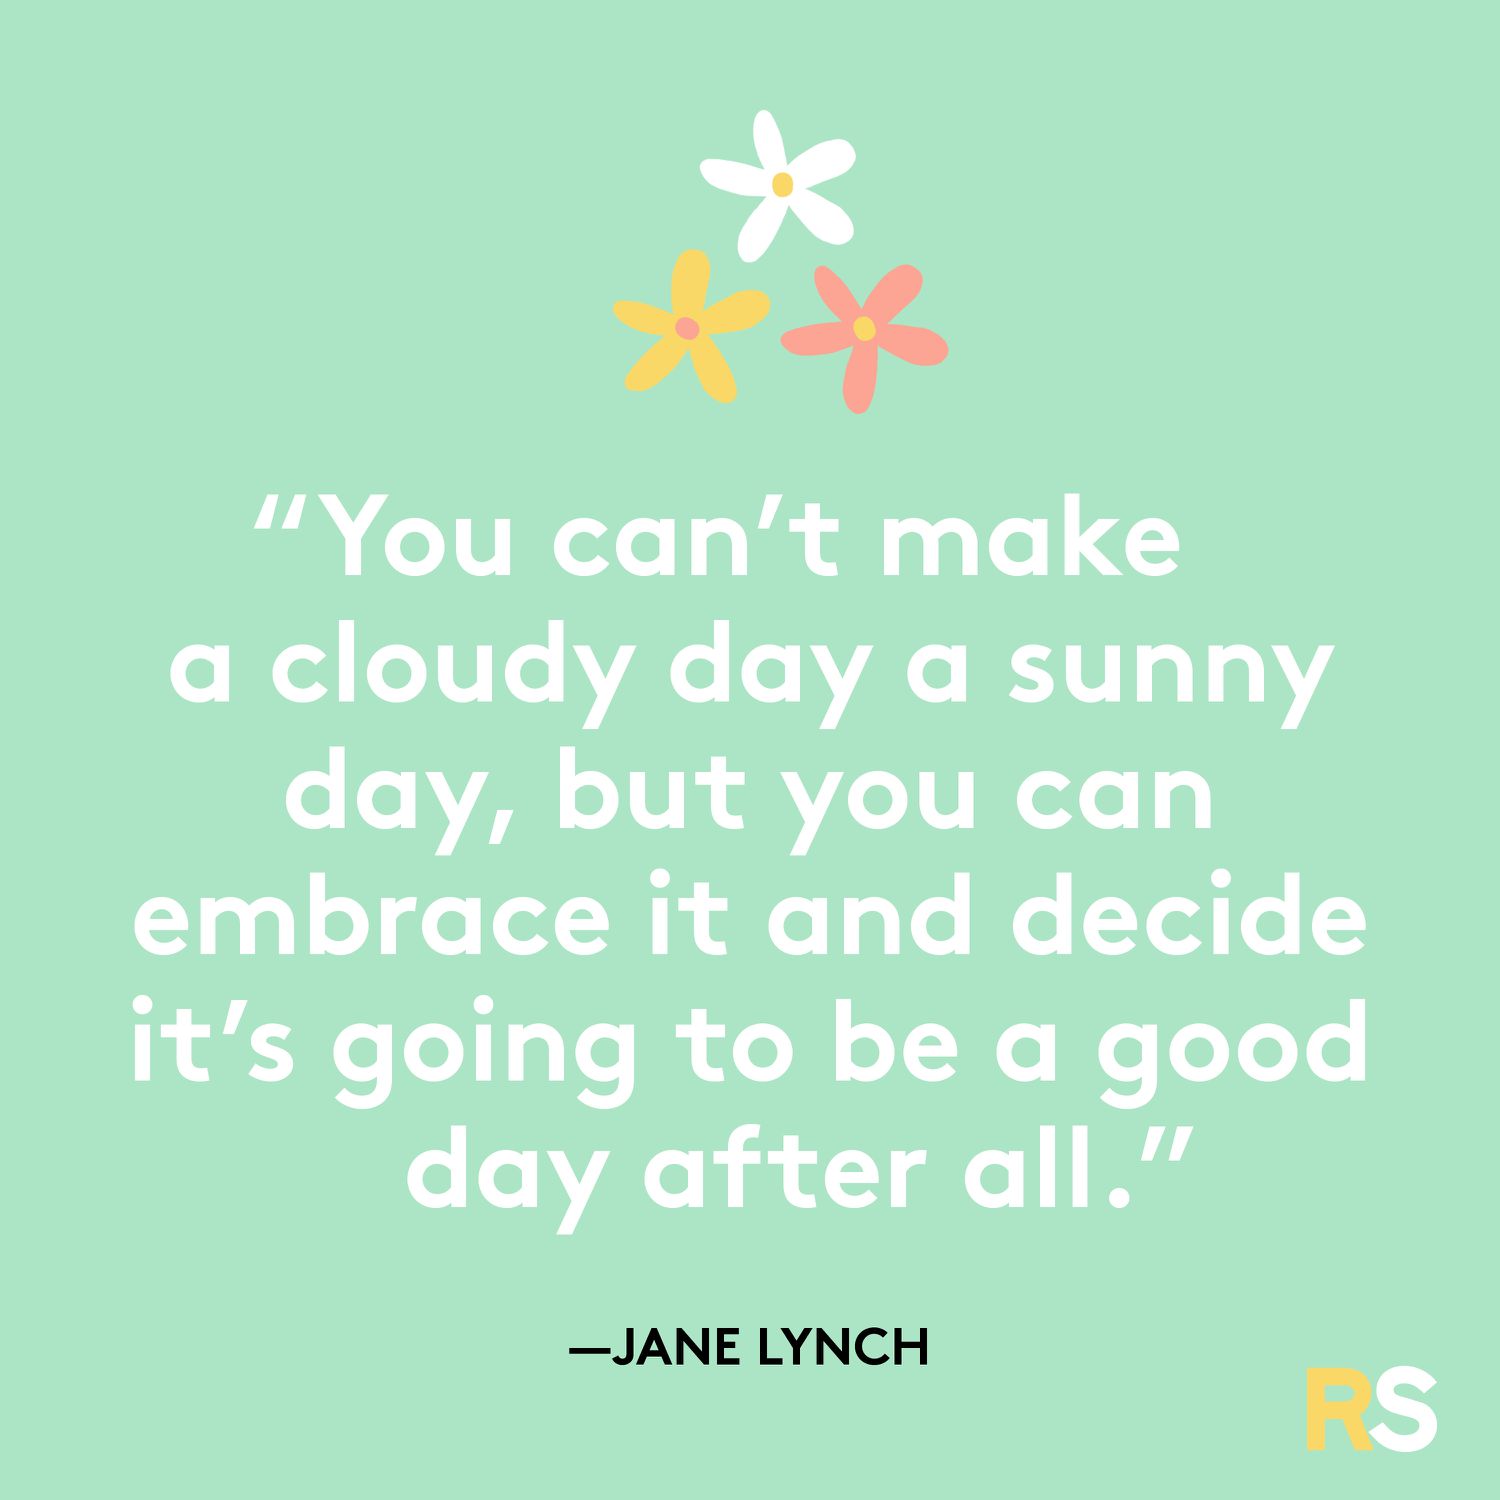 “You can’t make
a cloudy day a sunny
day, but you can
embrace it and decide
it’s going to be a good
day after all.”
—JANE LYNCH
RS